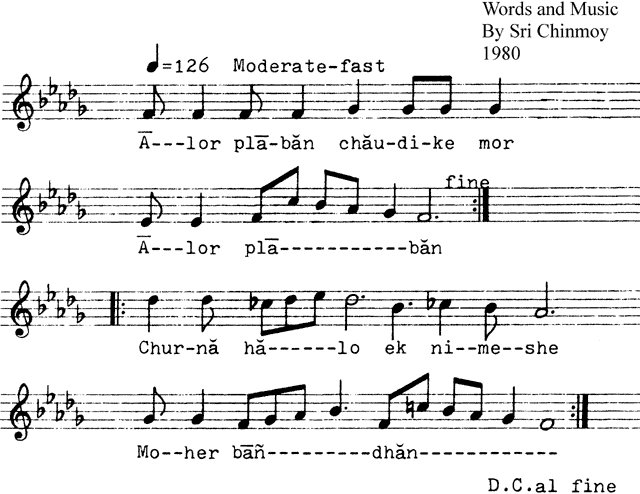 Words and Music
By Sri Chinmoy
1980
♩=126 Moderate-fast
Ā---lor plā-băn chău-di-ke mor
fine
Ā---lor plā-----------băn
Chur-nă hă------lo ek ni--me-she
Mo--her bāñ---------dhăn------------
D.C.al fine